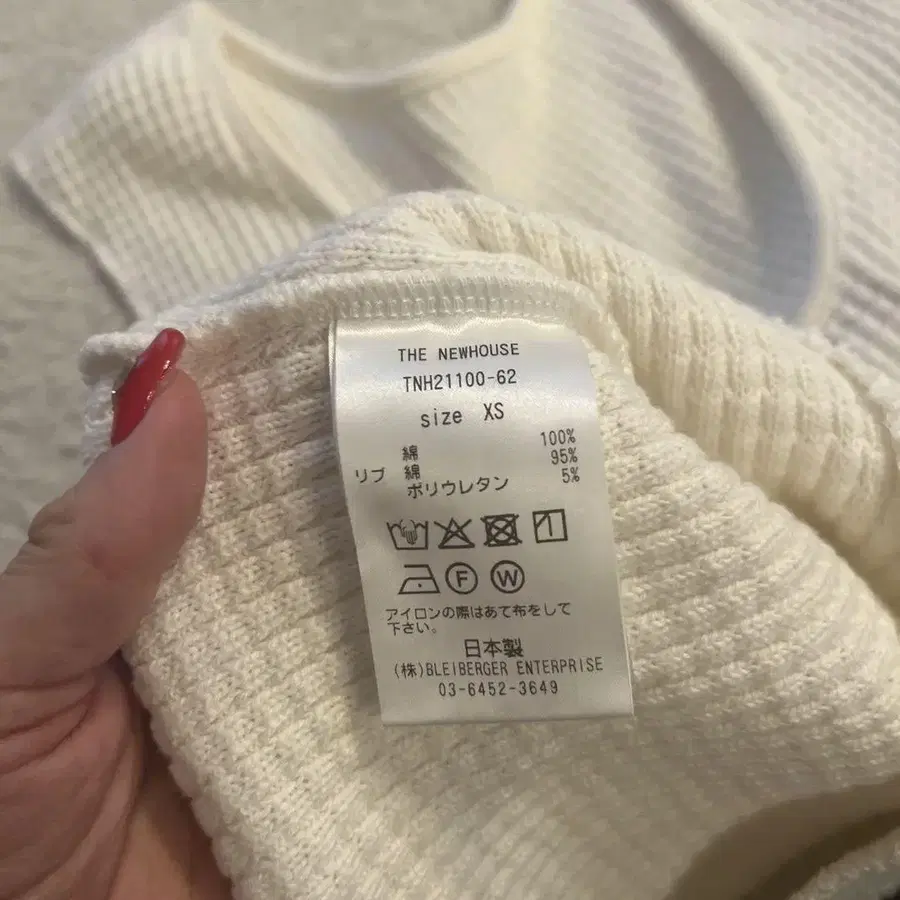 THE NEWHOUSE
TNH21100-62
size XS
綿 100%
リブ 綿 95%
ポリウレタン 5%
F W
アイロンの際はあて布をして
下さい。
日本製
(株)BLEIBERGER ENTERPRISE
03-6452-3649